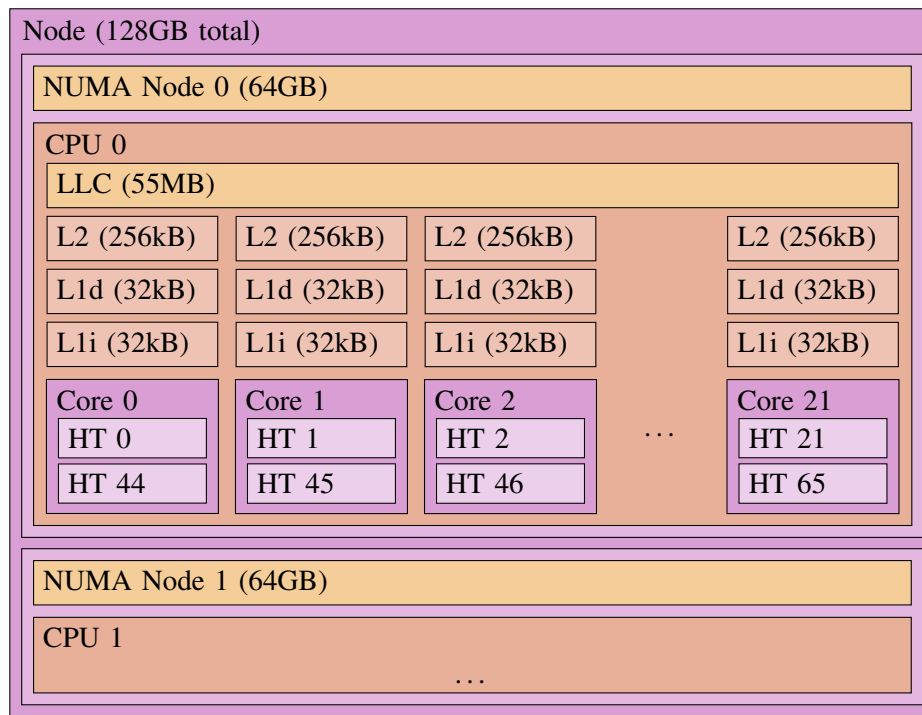 Node (128GB total)
NUMA Node 0 (64GB)
CPU 0
LLC (55MB)
L2 (256kB) L2 (256kB) L2 (256kB) L2 (256kB)
L1d (32kB) L1d (32kB) L1d (32kB) L1d (32kB)
L1i (32kB) L1i (32kB) L1i (32kB) L1i (32kB)
Core 0 Core 1 Core 2 Core 21
HT 0 HT 1 HT 2 ... HT 21
HT 44 HT 45 HT 46 HT 65
NUMA Node 1 (64GB)
CPU 1
...